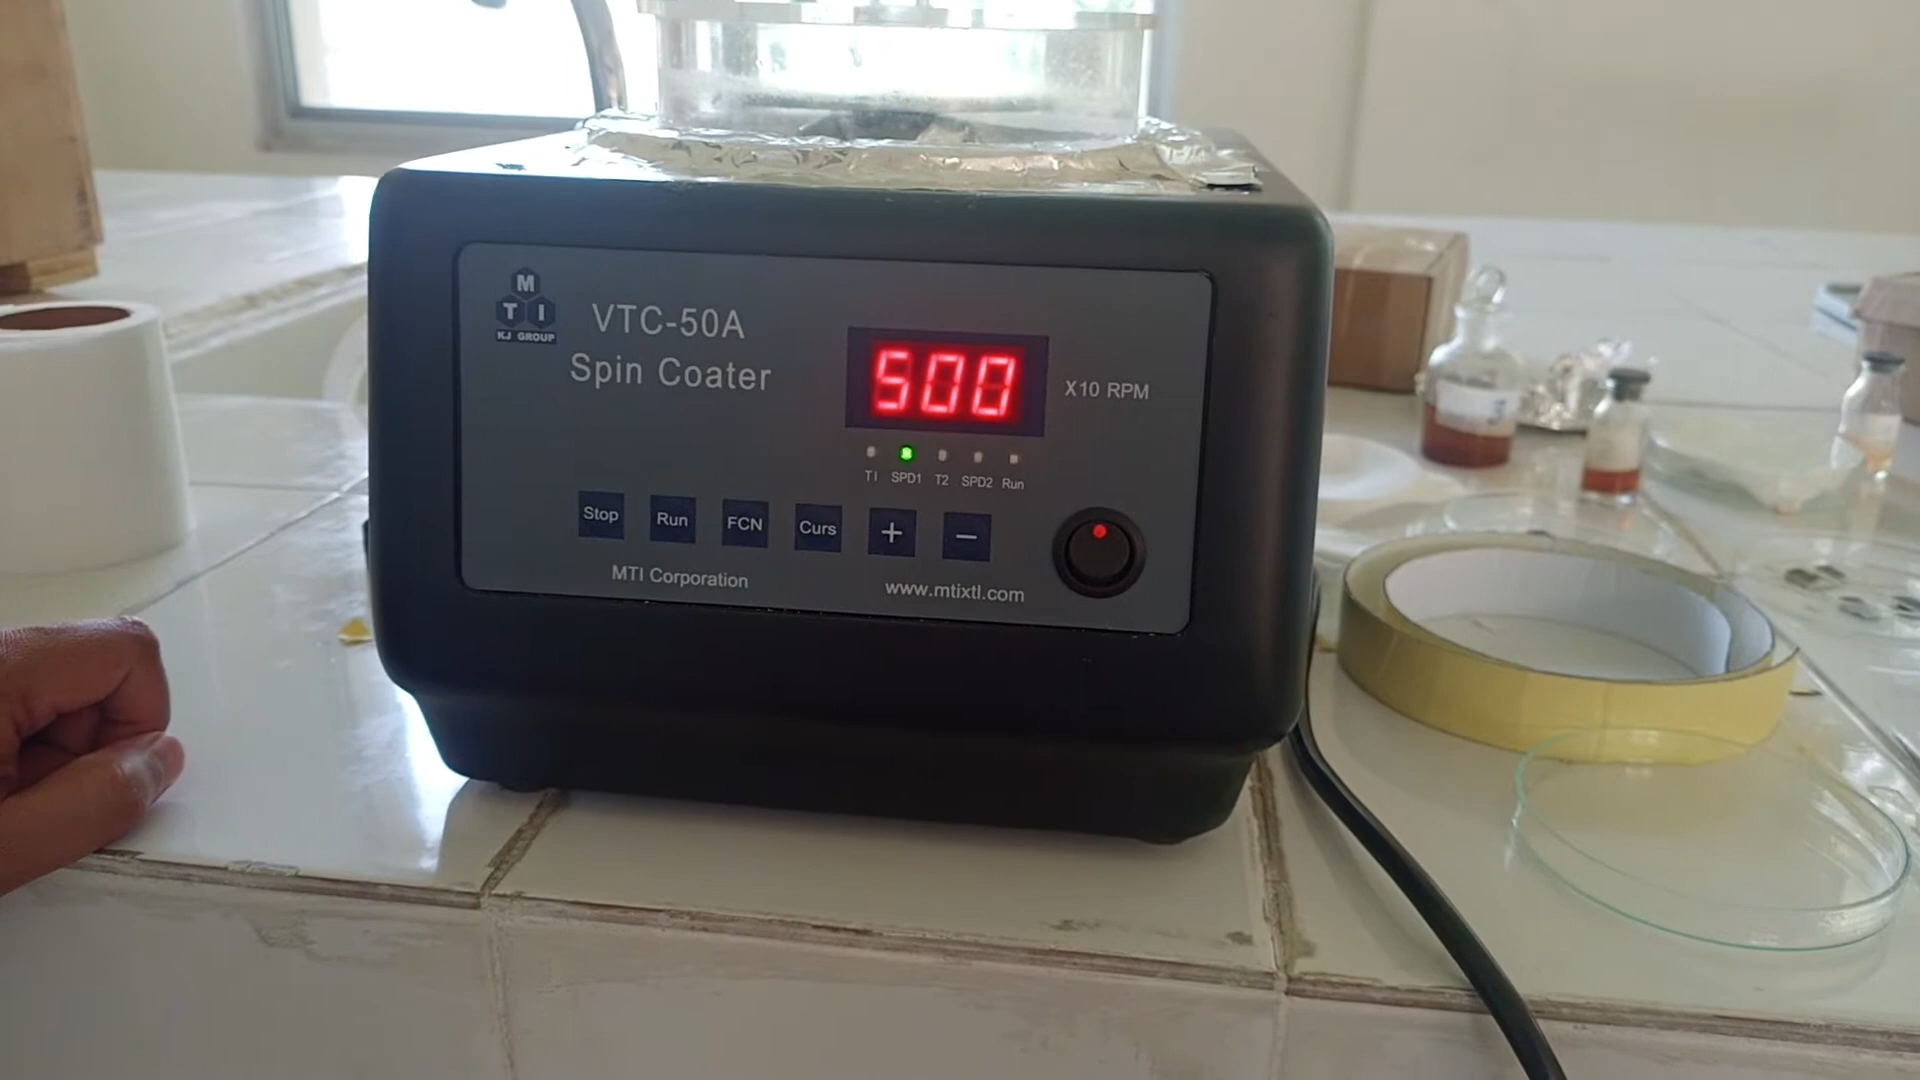 M
T I
KJ GROUP
VTC-50A
Spin Coater
500
X10 RPM
T1 SPD1 T2 SPD2 Run
Stop Run FCN Curs + −
MTI Corporation
www.mtixtl.com